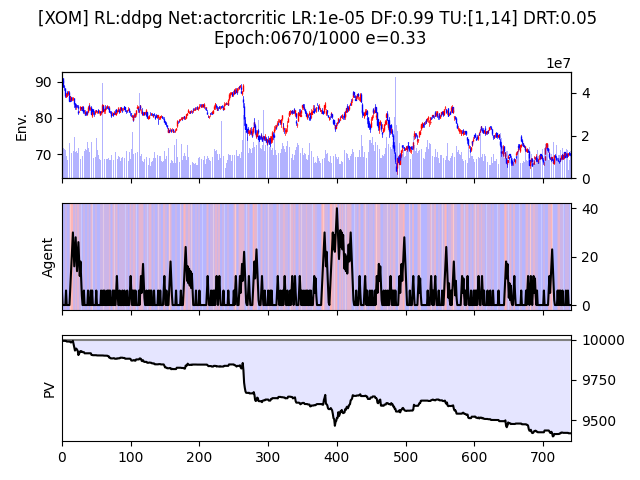 [XOM] RL:ddpg Net:actorcritic LR:1e-05 DF:0.99 TU:[1,14] DRT:0.05
Epoch:0670/1000 e=0.33
1e7
Env.
90
80
70
4
2
0
Agent
40
20
0
PV
10000
9750
9500
0 100 200 300 400 500 600 700